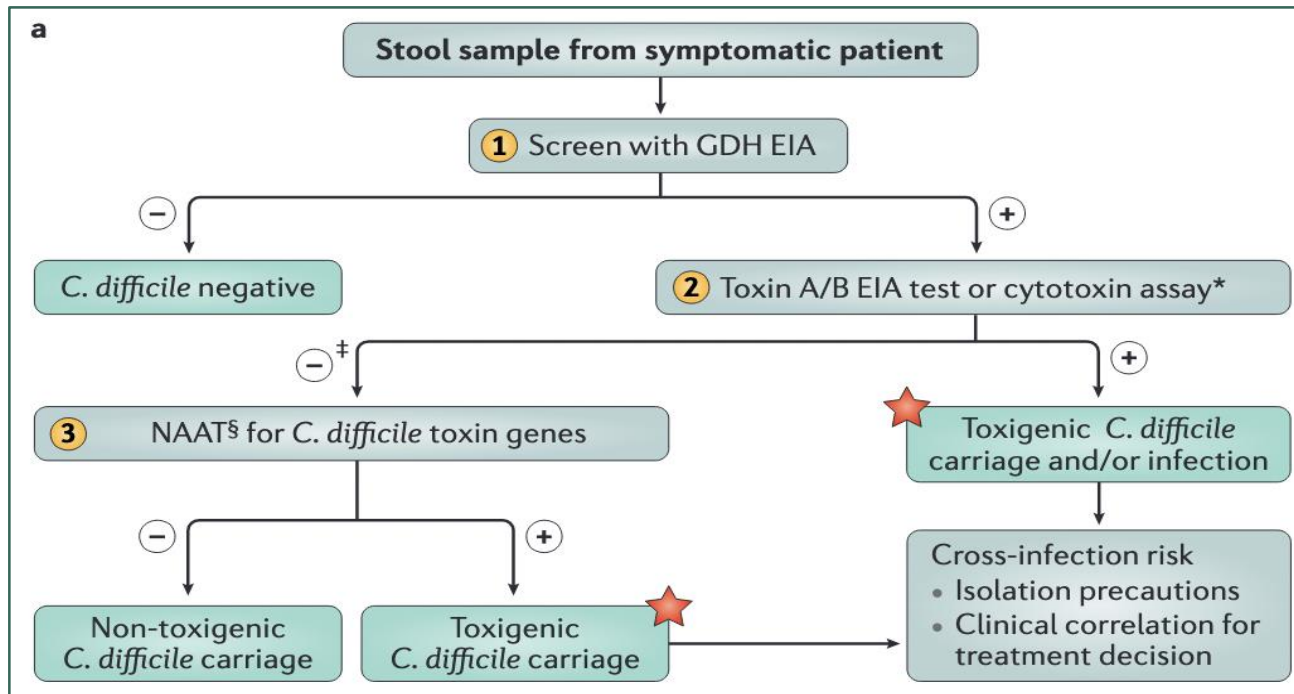 a
Stool sample from symptomatic patient
1 Screen with GDH EIA
− +
C. difficile negative
2 Toxin A/B EIA test or cytotoxin assay*
−‡ +
3 NAAT§ for C. difficile toxin genes
Toxigenic C. difficile
carriage and/or infection
− +
Non-toxigenic
C. difficile carriage
Toxigenic
C. difficile carriage
Cross-infection risk
• Isolation precautions
• Clinical correlation for
treatment decision